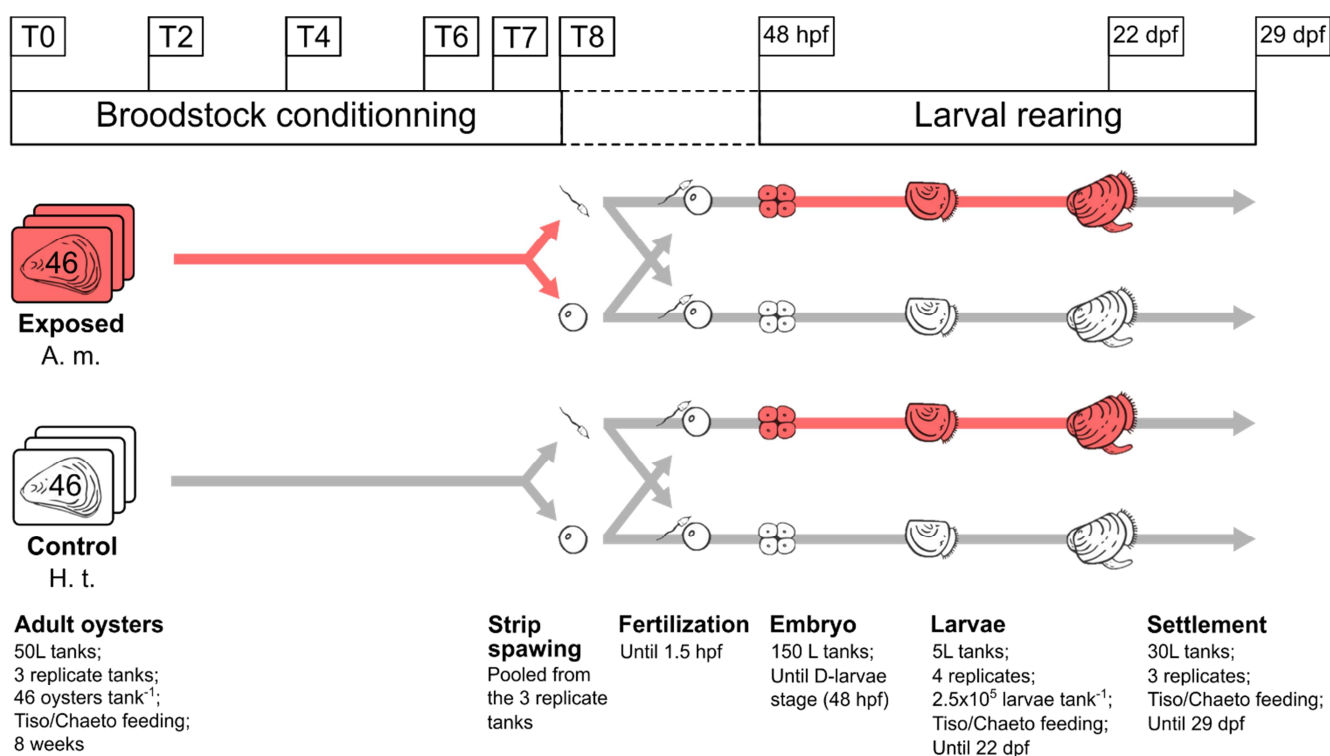 T0
T2
T4
T6
T7
T8
48 hpf
22 dpf
29 dpf
Broodstock conditionning
Larval rearing
46
Exposed
A. m.
46
Control
H. t.
Adult oysters
50L tanks;
3 replicate tanks;
46 oysters tank⁻¹;
Tiso/Chaeto feeding;
8 weeks
Strip
spawing
Pooled from
the 3 replicate
tanks
Fertilization
Until 1.5 hpf
Embryo
150 L tanks;
Until D-larvae
stage (48 hpf)
Larvae
5L tanks;
4 replicates;
2.5x10⁵ larvae tank⁻¹;
Tiso/Chaeto feeding;
Until 22 dpf
Settlement
30L tanks;
3 replicates;
Tiso/Chaeto feeding;
Until 29 dpf